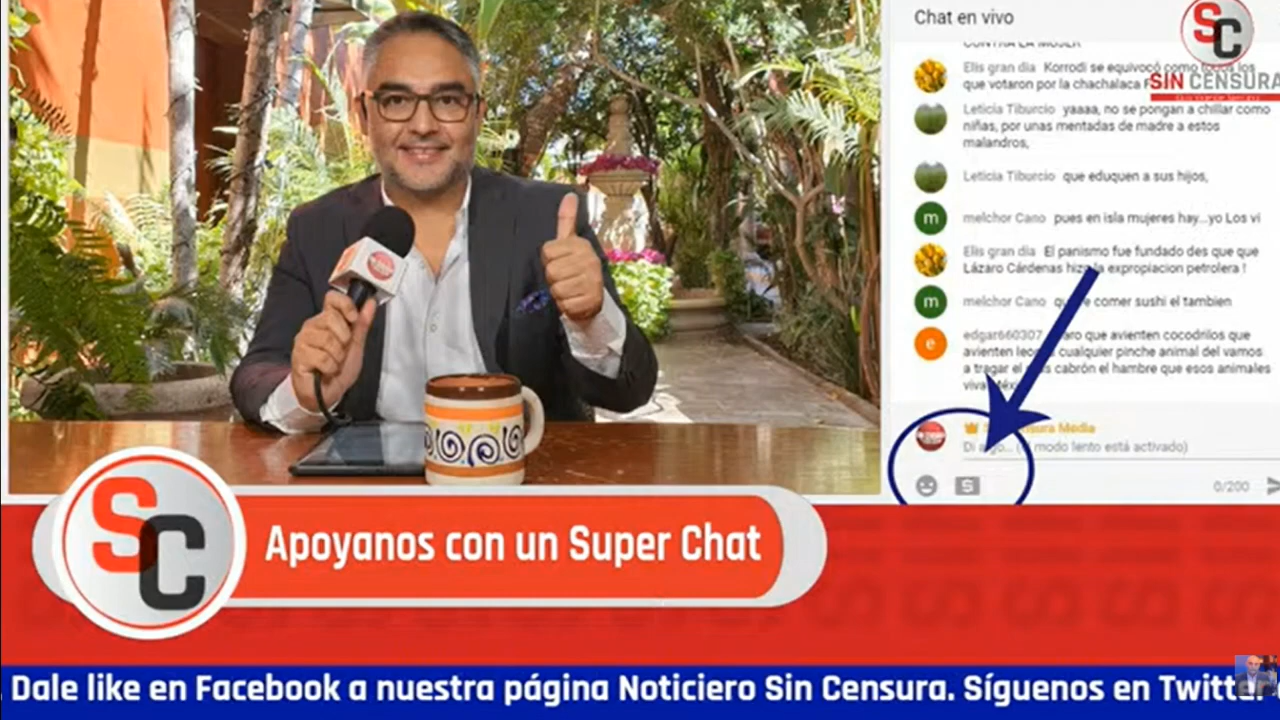 Chat en vivo
SC
SIN CENSURA
CONTRA LA MUJER
Elis gran dia Korrodi se equivocó como todos los
que votaron por la chachalaca
Leticia Tiburcio yaaaa, no se pongan a chillar como
niñas, por unas mentadas de madre a estos
malandros,
Leticia Tiburcio que eduquen a sus hijos,
m melchor Cano pues en isla mujeres hay...yo Los vi
Elis gran dia El panismo fue fundado des que que
Lázaro Cárdenas hizo la expropiacion petrolera !
m melchor Cano comer sushi el tambien
e edgar660307 que avienten cocodrilos que
avienten cualquier pinche animal del vamos
a tragar el cabrón el hambre que esos animales
Media
Di modo lento está activado)
0/200
SC
Apoyanos con un Super Chat
Dale like en Facebook a nuestra página Noticiero Sin Censura. Síguenos en Twitter